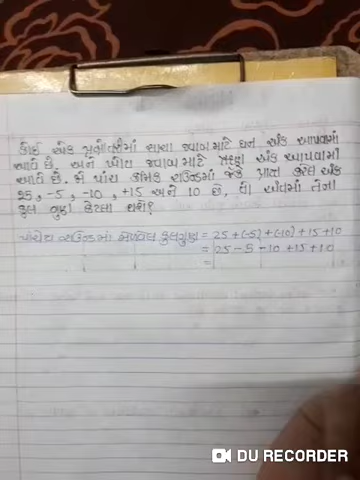 કોઈ એક પ્રશ્નોત્તરીમાં સાચા જવાબ માટે ધન અંક આપવામાં
આવે છે. અને ખોટા જવાબ માટે ઋણ અંક આપવામાં
આવે છે. જો પાંચ ક્રમિક રાઉન્ડમાં જેકે પ્રાપ્ત કરેલ અંક
25, -5, -10, +15 અને 10 છે, તો અંતમાં તેના
કુલ ગુણ કેટલા થશે?
પાંચેય રાઉન્ડમાં મેળવેલ કુલગુણ = 25 + (-5) + (-10) + 15 + 10
= 25 - 5 - 10 + 15 + 10
=
DU RECORDER